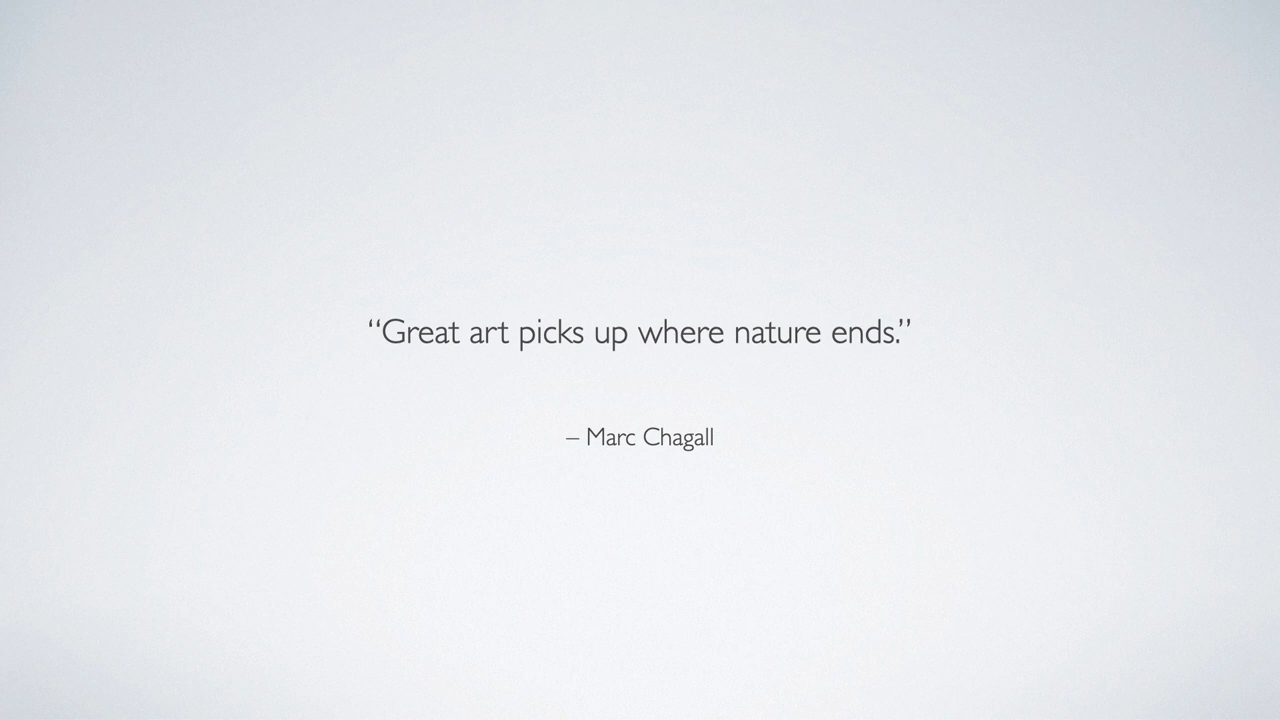 “Great art picks up where nature ends.”
– Marc Chagall